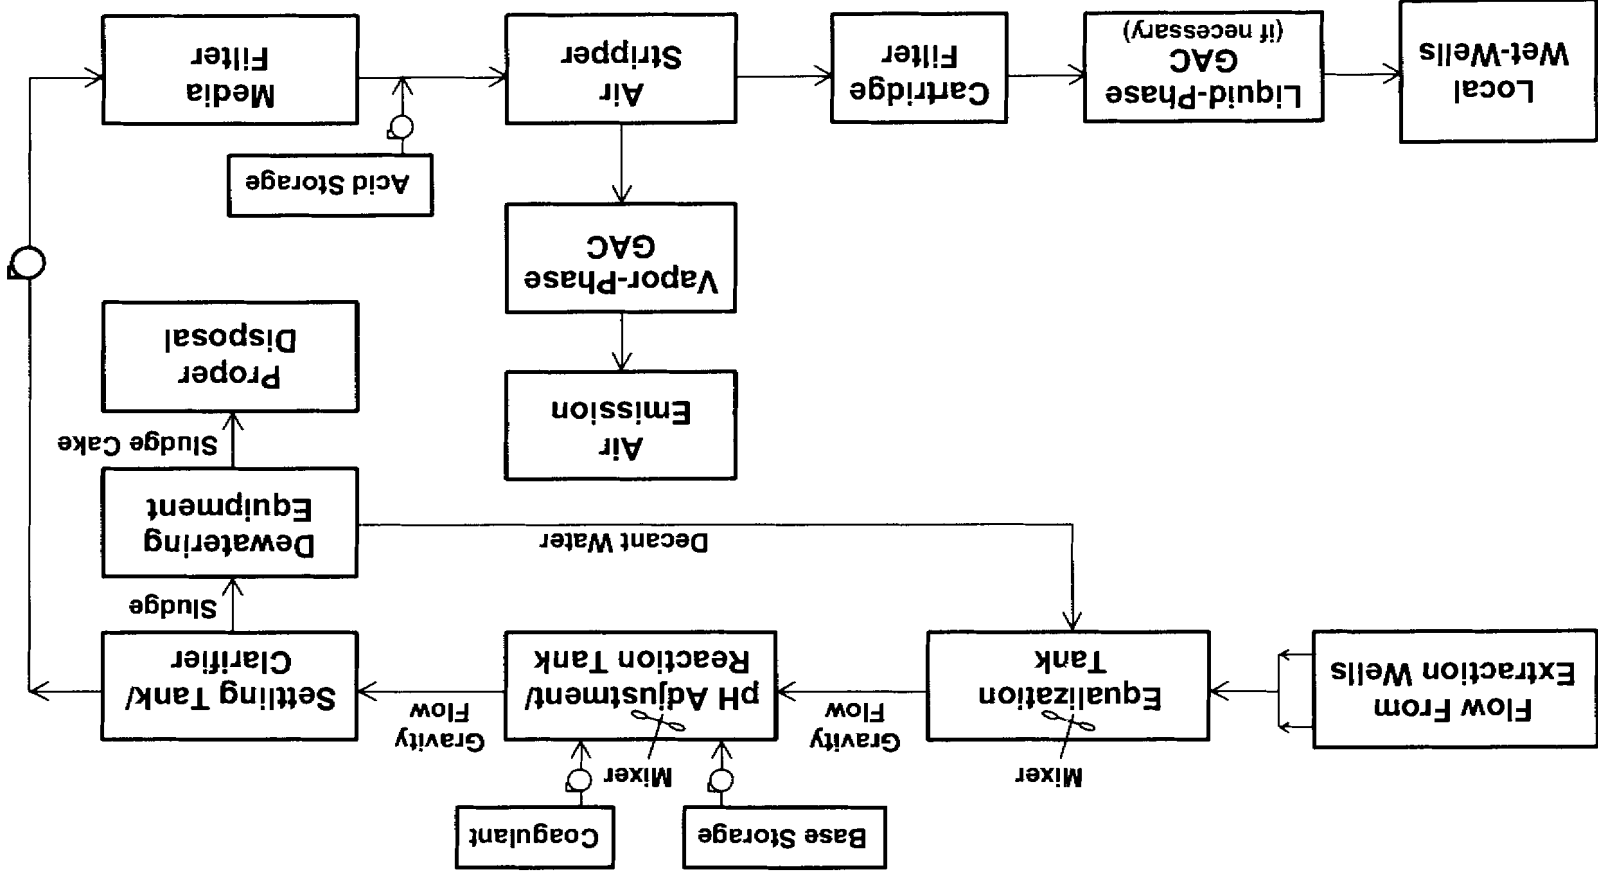 Base Storage
Coagulant
Mixer
Mixer
Gravity
Flow
Gravity
Flow
Flow From
Extraction Wells
Equalization
Tank
pH Adjustment/
Reaction Tank
Settling Tank/
Clarifier
Sludge
Decant Water
Dewatering
Equipment
Sludge Cake
Proper
Disposal
Air
Emission
Vapor-Phase
GAC
Acid Storage
Local
Wet-Wells
Liquid-Phase
GAC
(if necessary)
Cartridge
Filter
Air
Stripper
Media
Filter